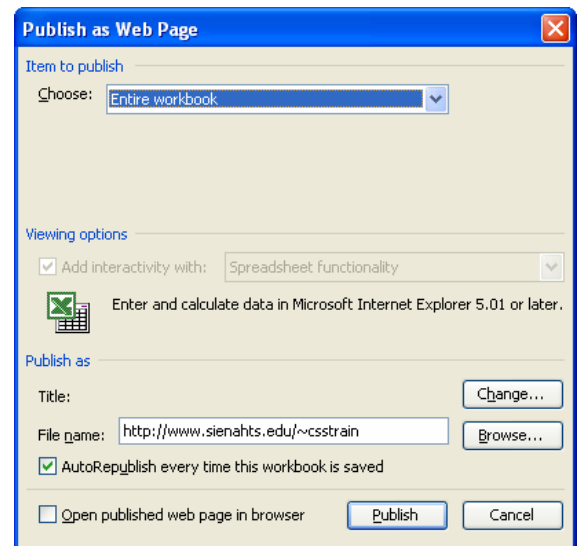 Publish as Web Page
Item to publish
Choose:
Entire workbook
Viewing options
Add interactivity with:
Spreadsheet functionality
Enter and calculate data in Microsoft Internet Explorer 5.01 or later.
Publish as
Title:
Change...
File name:
http://www.sienahts.edu/~csstrain
Browse...
AutoRepublish every time this workbook is saved
Open published web page in browser
Publish
Cancel